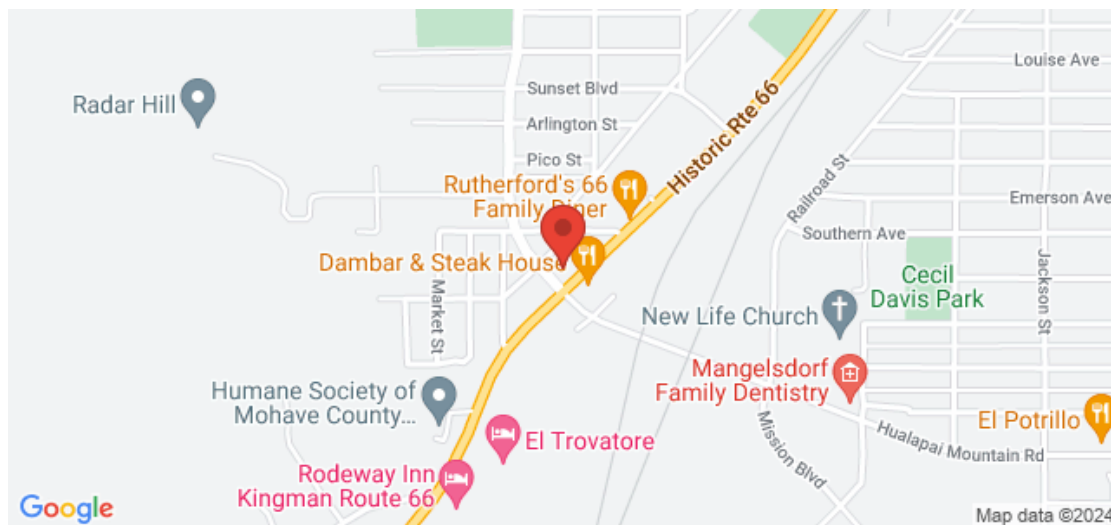 Louise Ave
Radar Hill
Sunset Blvd
Arlington St
Historic Rte 66
Pico St
Railroad St
Rutherford's 66
Family Diner
Emerson Ave
Southern Ave
Dambar & Steak House
Cecil
Davis Park
Jackson St
Market St
New Life Church
Mangelsdorf
Family Dentistry
Humane Society of
Mohave County...
El Potrillo
Mission Blvd
Hualapai Mountain Rd
El Trovatore
Rodeway Inn
Kingman Route 66
Google
Map data ©2024